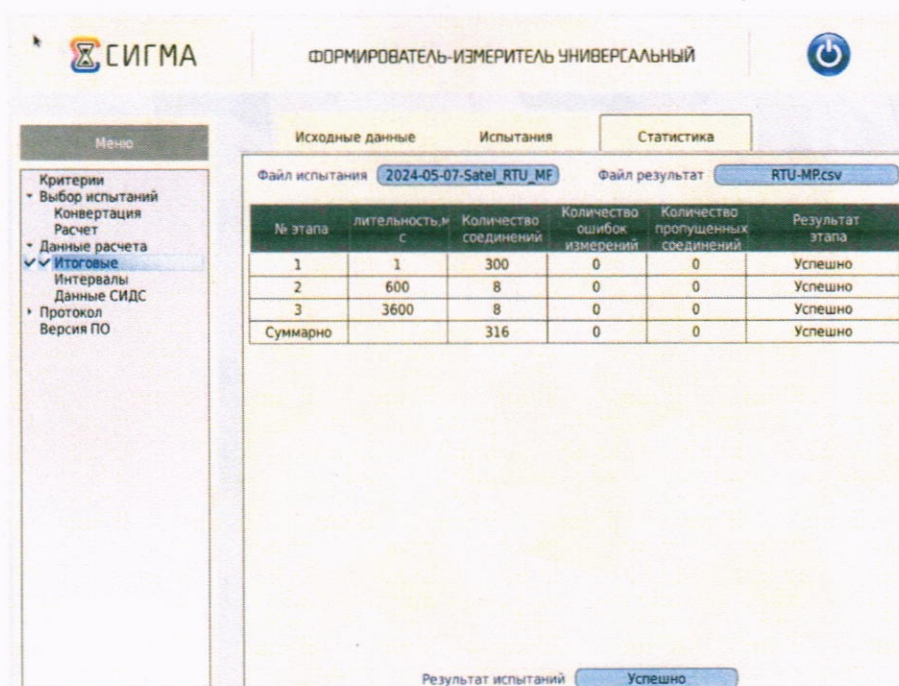 СИГМА
ФОРМИРОВАТЕЛЬ-ИЗМЕРИТЕЛЬ УНИВЕРСАЛЬНЫЙ
Меню
Исходные данные Испытания Статистика
Критерии
Выбор испытаний
Конвертация
Расчет
Данные расчета
Итоговые
Интервалы
Данные СИДС
Протокол
Версия ПО
Файл испытания 2024-05-07-Satel_RTU_MF Файл результат RTU-MP.csv
№ этапа лительность,м с Количество соединений Количество ошибок измерений Количество пропущенных соединений Результат этапа
1 1 300 0 0 Успешно
2 600 8 0 0 Успешно
3 3600 8 0 0 Успешно
Суммарно 316 0 0 Успешно
Результат испытаний Успешно